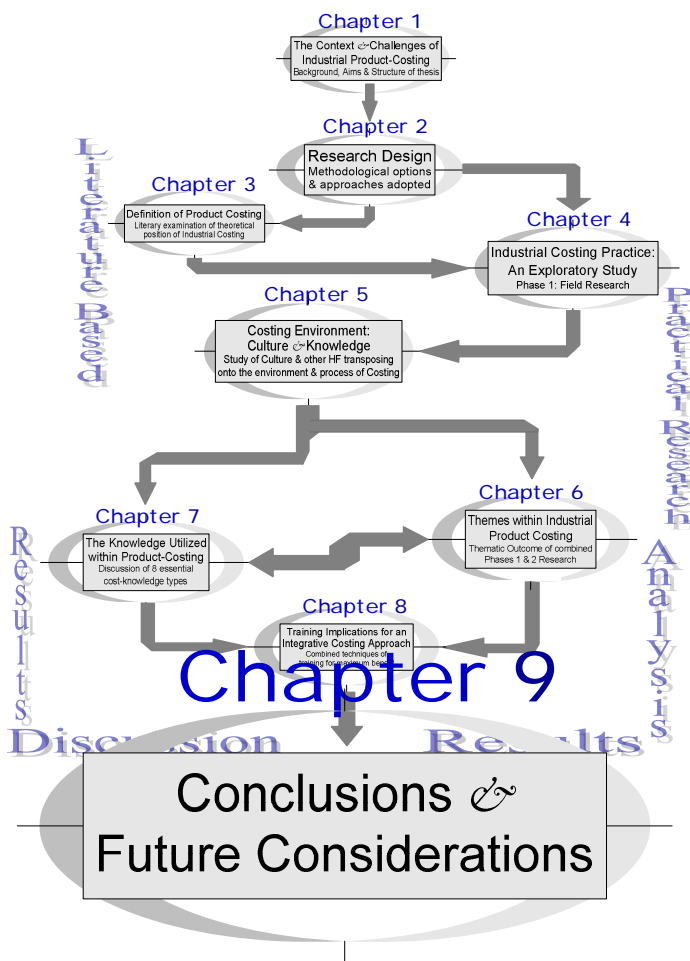 Chapter 1
The Context & Challenges of
Industrial Product-Costing
Background, Aims & Structure of thesis
Chapter 2
Research Design
Methodological options
& approaches adopted
Literature Based
Chapter 3
Definition of Product Costing
Literary examination of theoretical
position of Industrial Costing
Chapter 4
Industrial Costing Practice:
An Exploratory Study
Phase 1: Field Research
Practical Research
Chapter 5
Costing Environment:
Culture & Knowledge
Study of Culture & other HF transposing
onto the environment & process of Costing
Chapter 6
Themes within Industrial
Product Costing
Thematic Outcome of combined
Phases 1 & 2 Research
Chapter 7
The Knowledge Utilized
within Product-Costing
Discussion of 8 essential
cost-knowledge types
Results
Analysis
Chapter 8
Training Implications for an
Integrative Costing Approach
Combined techniques of
training for maximum
Chapter 9
Discussion
Results
Conclusions &
Future Considerations